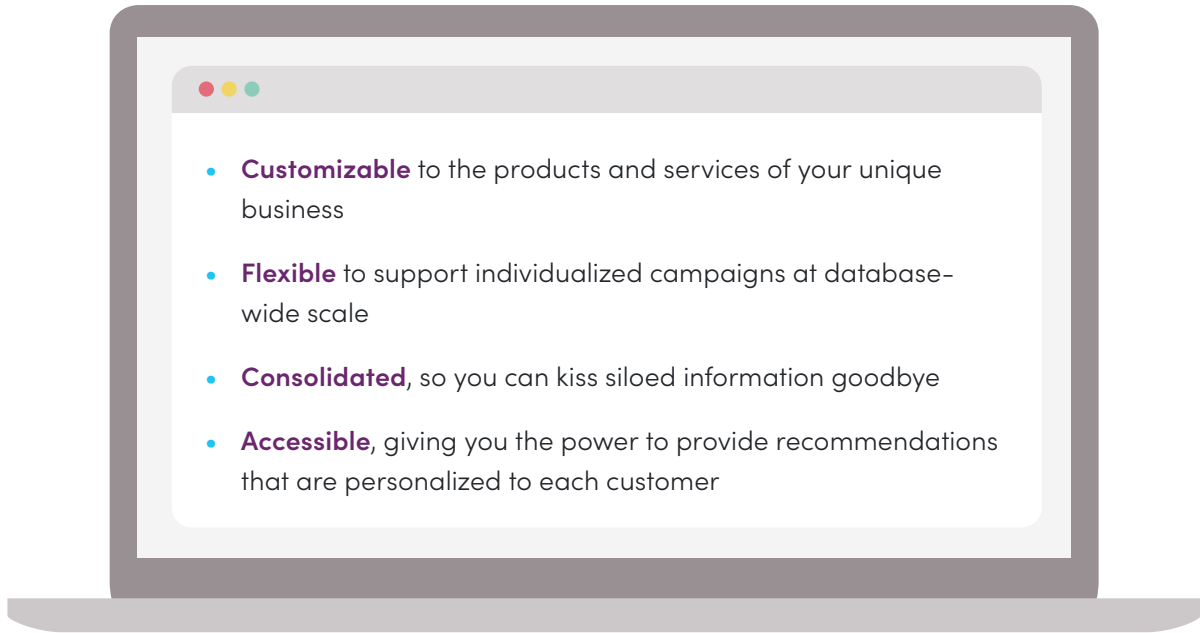 Customizable to the products and services of your unique
business
Flexible to support individualized campaigns at database-
wide scale
Consolidated, so you can kiss siloed information goodbye
Accessible, giving you the power to provide recommendations
that are personalized to each customer